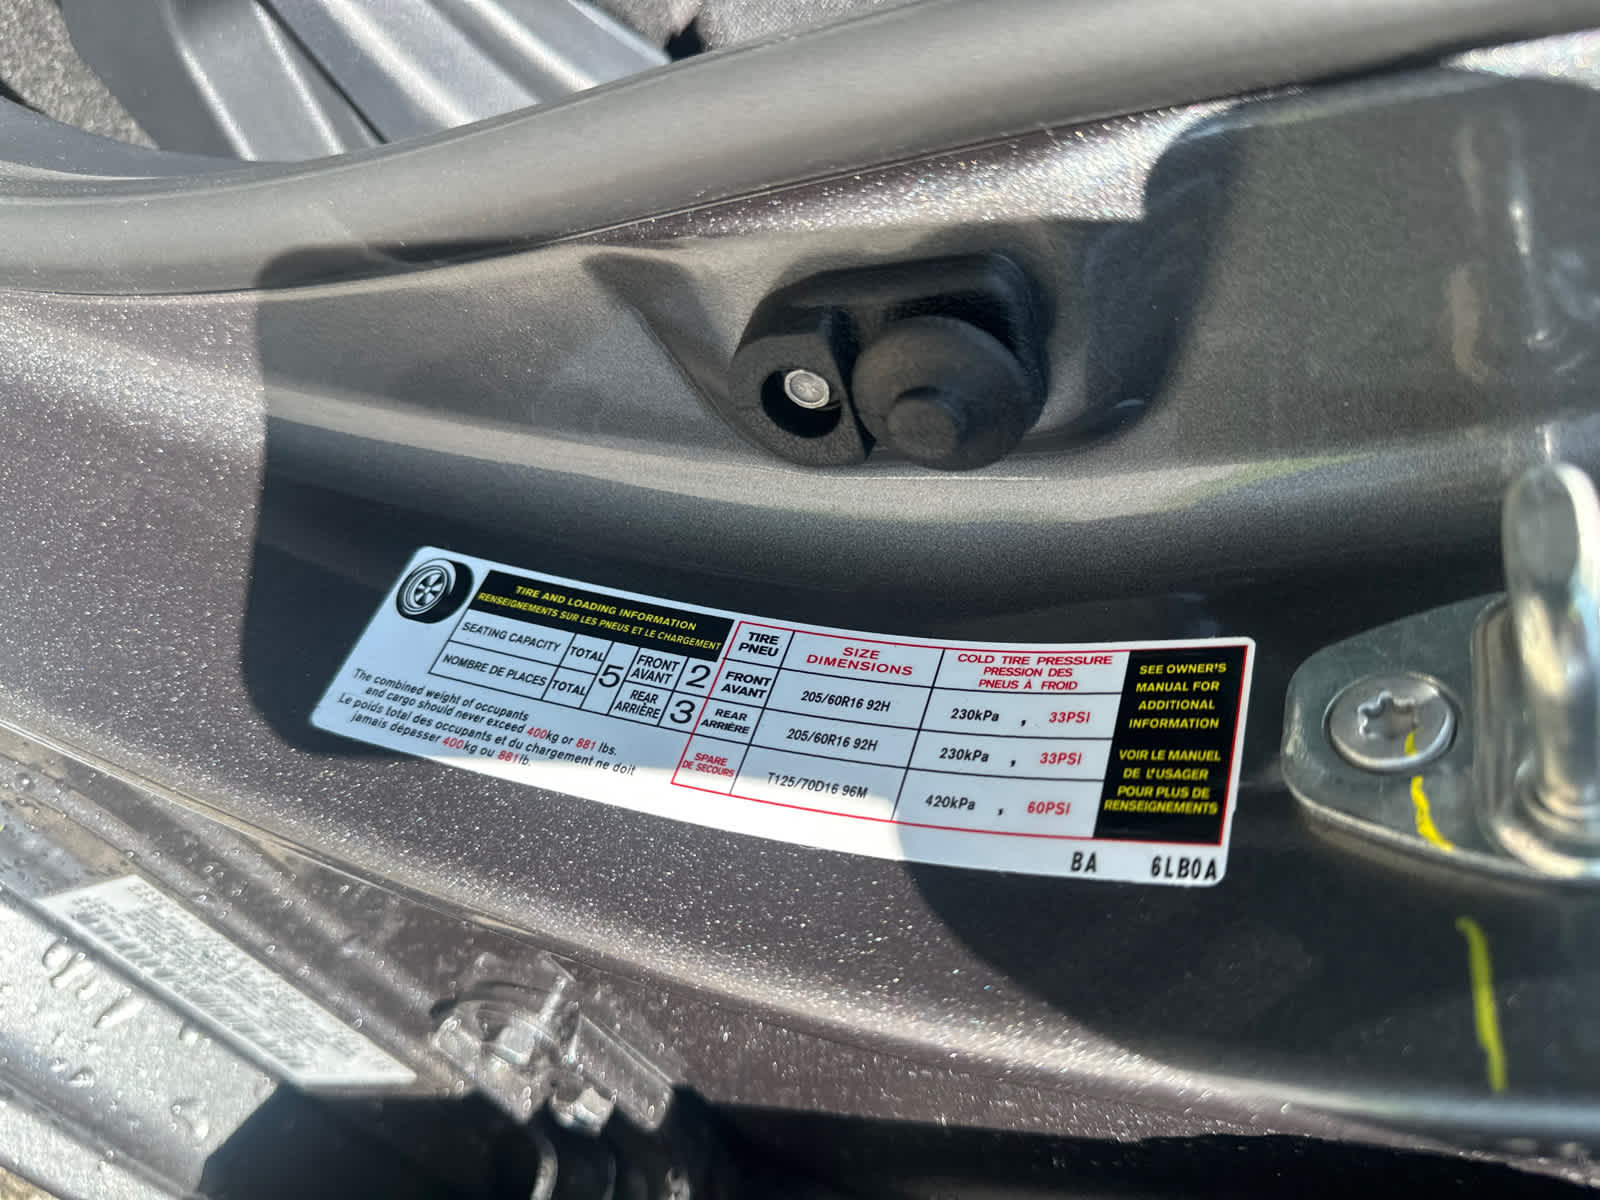 TIRE AND LOADING INFORMATION
RENSEIGNEMENTS SUR LES PNEUS ET LE CHARGEMENT
SEATING CAPACITY TOTAL 5 FRONT AVANT 2
NOMBRE DE PLACES TOTAL REAR ARRIÈRE 3
The combined weight of occupants
and cargo should never exceed 400kg or 881 lbs.
Le poids total des occupants et du chargement ne doit
jamais dépasser 400kg ou 881lb.
TIRE PNEU SIZE DIMENSIONS COLD TIRE PRESSURE PRESSION DES PNEUS À FROID
FRONT AVANT 205/60R16 92H 230kPa , 33PSI
REAR ARRIÈRE 205/60R16 92H 230kPa , 33PSI
SPARE DE SECOURS T125/70D16 96M 420kPa , 60PSI
SEE OWNER'S
MANUAL FOR
ADDITIONAL
INFORMATION
VOIR LE MANUEL
DE L'USAGER
POUR PLUS DE
RENSEIGNEMENTS
BA 6LB0A